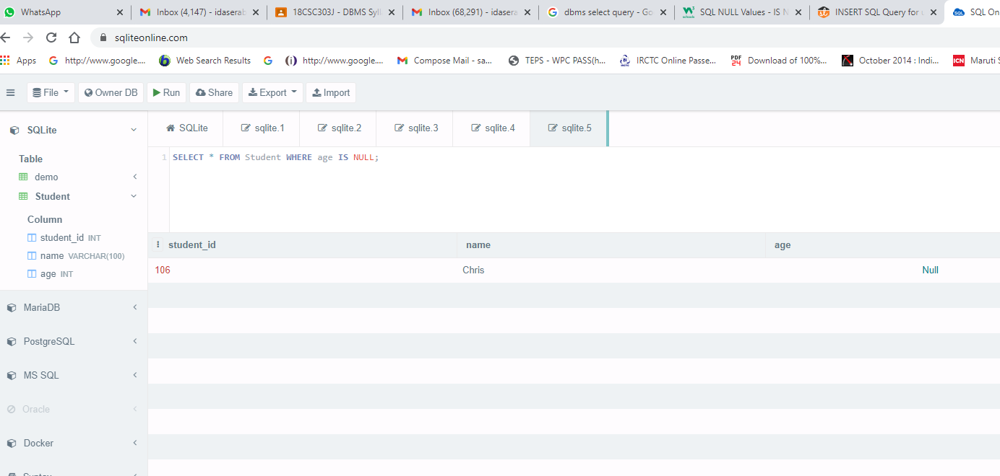 WhatsApp
Inbox (4,147) - idaserab
18CSC303J - DBMS Syll
Inbox (68,291) - idasera
dbms select query - Go
SQL NULL Values - IS N
INSERT SQL Query for
SQL On
sqliteonline.com
Apps
http://www.google....
Web Search Results
http://www.google....
Compose Mail - sa...
TEPS - WPC PASS(h...
IRCTC Online Passe...
PDF 24
Download of 100%...
October 2014 : Indi...
ICN
Maruti S
File
Owner DB
Run
Share
Export
Import
SQLite
Table
demo
Student
Column
student_id INT
name VARCHAR(100)
age INT
MariaDB
PostgreSQL
MS SQL
Oracle
Docker
Syntax
SQLite
sqlite.1
sqlite.2
sqlite.3
sqlite.4
sqlite.5
1 SELECT * FROM Student WHERE age IS NULL;
student_id name age
106 Chris Null